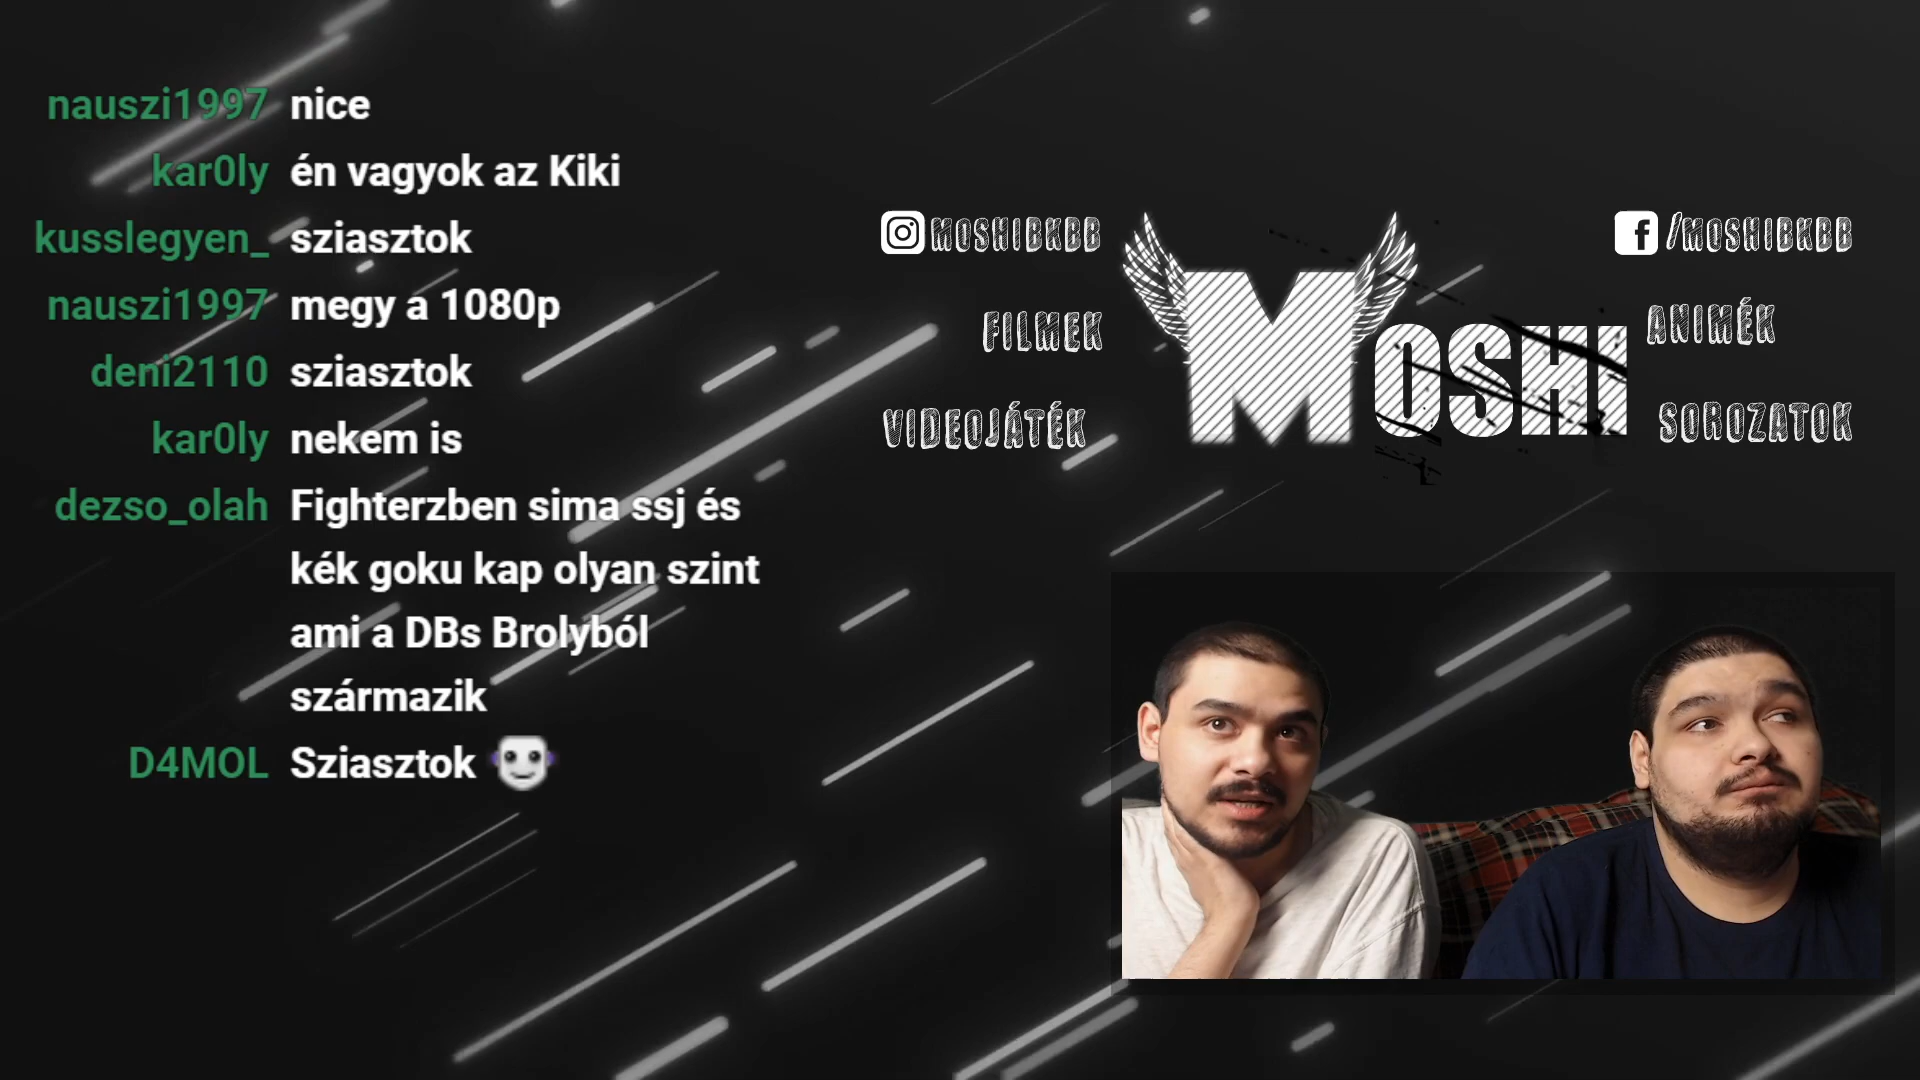 nauszi1997 nice
kar0ly én vagyok az Kiki
kusslegyen_ sziasztok
nauszi1997 megy a 1080p
deni2110 sziasztok
kar0ly nekem is
dezso_olah Fighterzben sima ssj és
kék goku kap olyan szint
ami a DBs Brolyból
származik
D4MOL Sziasztok
MOSHIBKBB
FILMEK
VIDEOJÁTÉK
MOSHI
/MOSHIBKBB
ANIMÉK
SOROZATOK